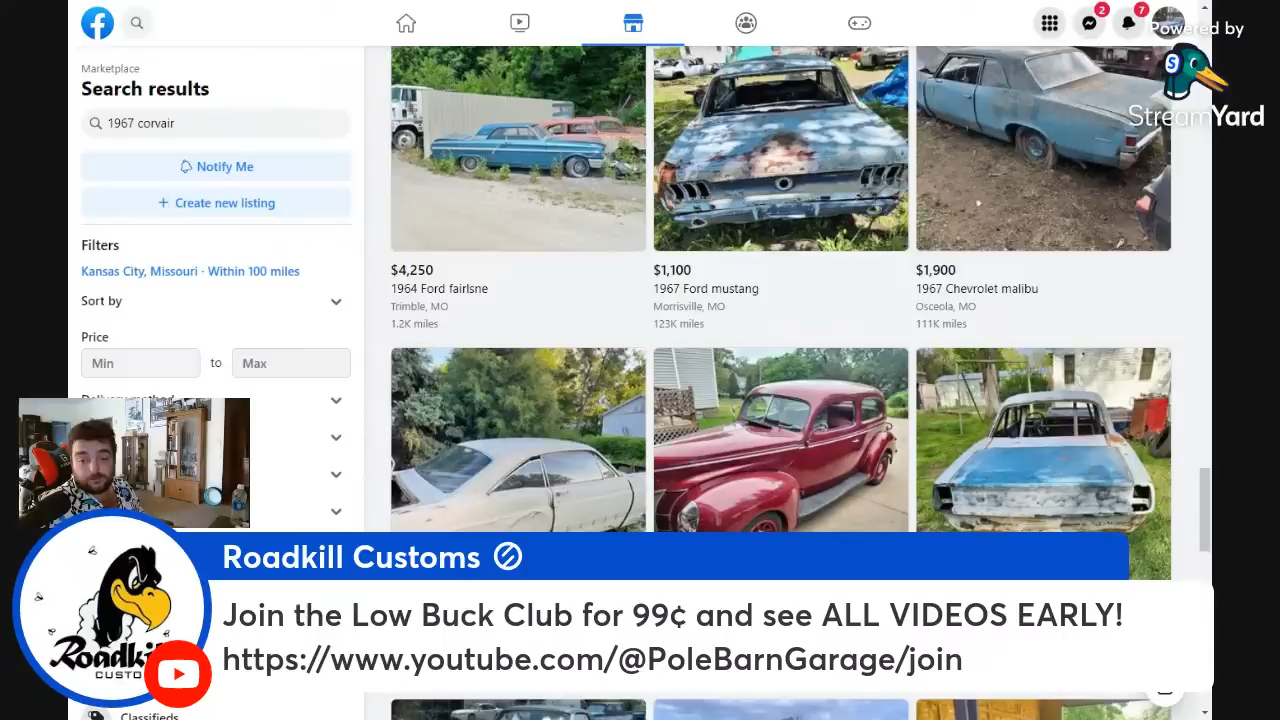 Powered by
StreamYard
2
7
Marketplace
Search results
1967 corvair
Notify Me
+ Create new listing
Filters
Kansas City, Missouri · Within 100 miles
Sort by
Price
Min
to
Max
$4,250
1964 Ford fairlsne
Trimble, MO
1.2K miles
$1,100
1967 Ford mustang
Morrisville, MO
123K miles
$1,900
1967 Chevrolet malibu
Osceola, MO
111K miles
Roadkill Customs
Join the Low Buck Club for 99¢ and see ALL VIDEOS EARLY!
https://www.youtube.com/@PoleBarnGarage/join
Classifieds